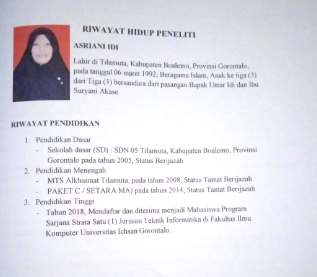 RIWAYAT HIDUP PENELITI
ASRIANI IDI
Lahir di Tilamuta, Kabupaten Boalemo, Provinsi Gorontalo,
pada tanggal 06 maret 1992, Beragama Islam, Anak ke tiga (3)
dari Tiga (3) bersaudara dari pasangan Bapak Umar Idi dan Ibu
Suryani Akase
RIWAYAT PENDIDIKAN
1. Pendidikan Dasar
- Sekolah dasar (SD) : SDN 05 Tilamuta, Kabupaten Boalemo, Provinsi
Gorontalo pada tahun 2005, Status Berijazah
2. Pendidikan Menengah
- MTS Alkhairaat Tilamuta, pada tahun 2008, Status Tamat Berijazah
- PAKET C / SETARA MA) pada tahun 2014, Status Tamat Berijazah
3. Pendidikan Tinggi
- Tahun 2018, Mendaftar dan diterima menjadi Mahasiswa Program
Sarjana Strata Satu (1) Jurusan Teknik Informatika di Fakultas Ilmu
Komputer Universitas Ichsan Gorontalo.